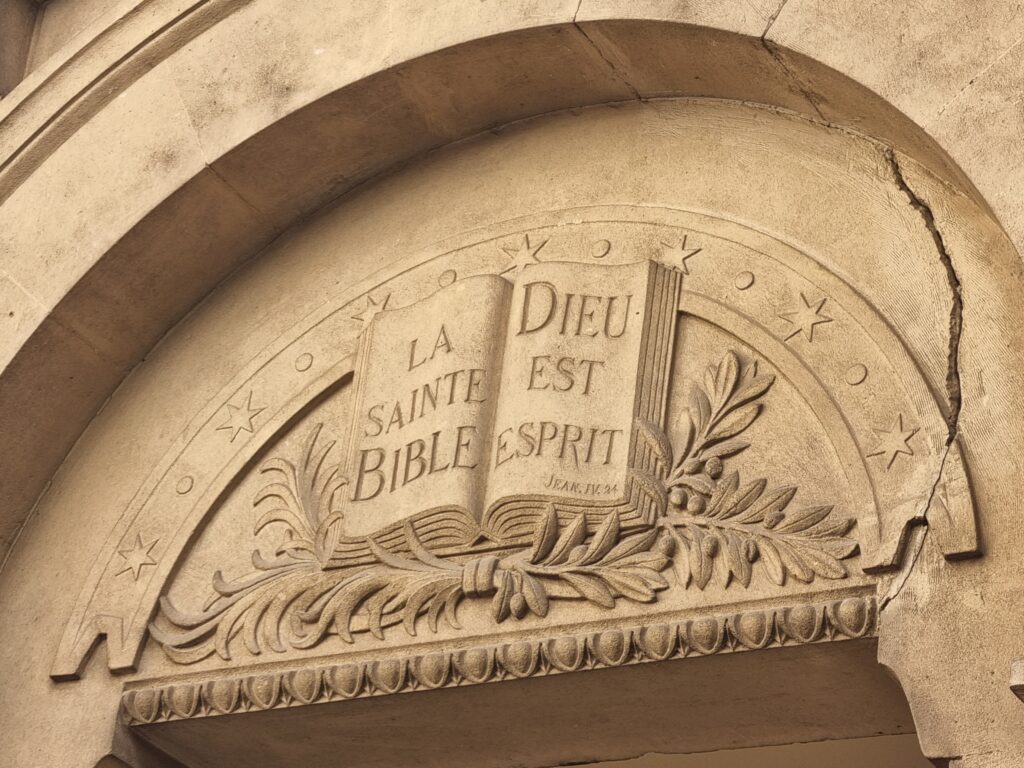 LA
SAINTE
BIBLE
DIEU
EST
ESPRIT
JEAN. IV. 24